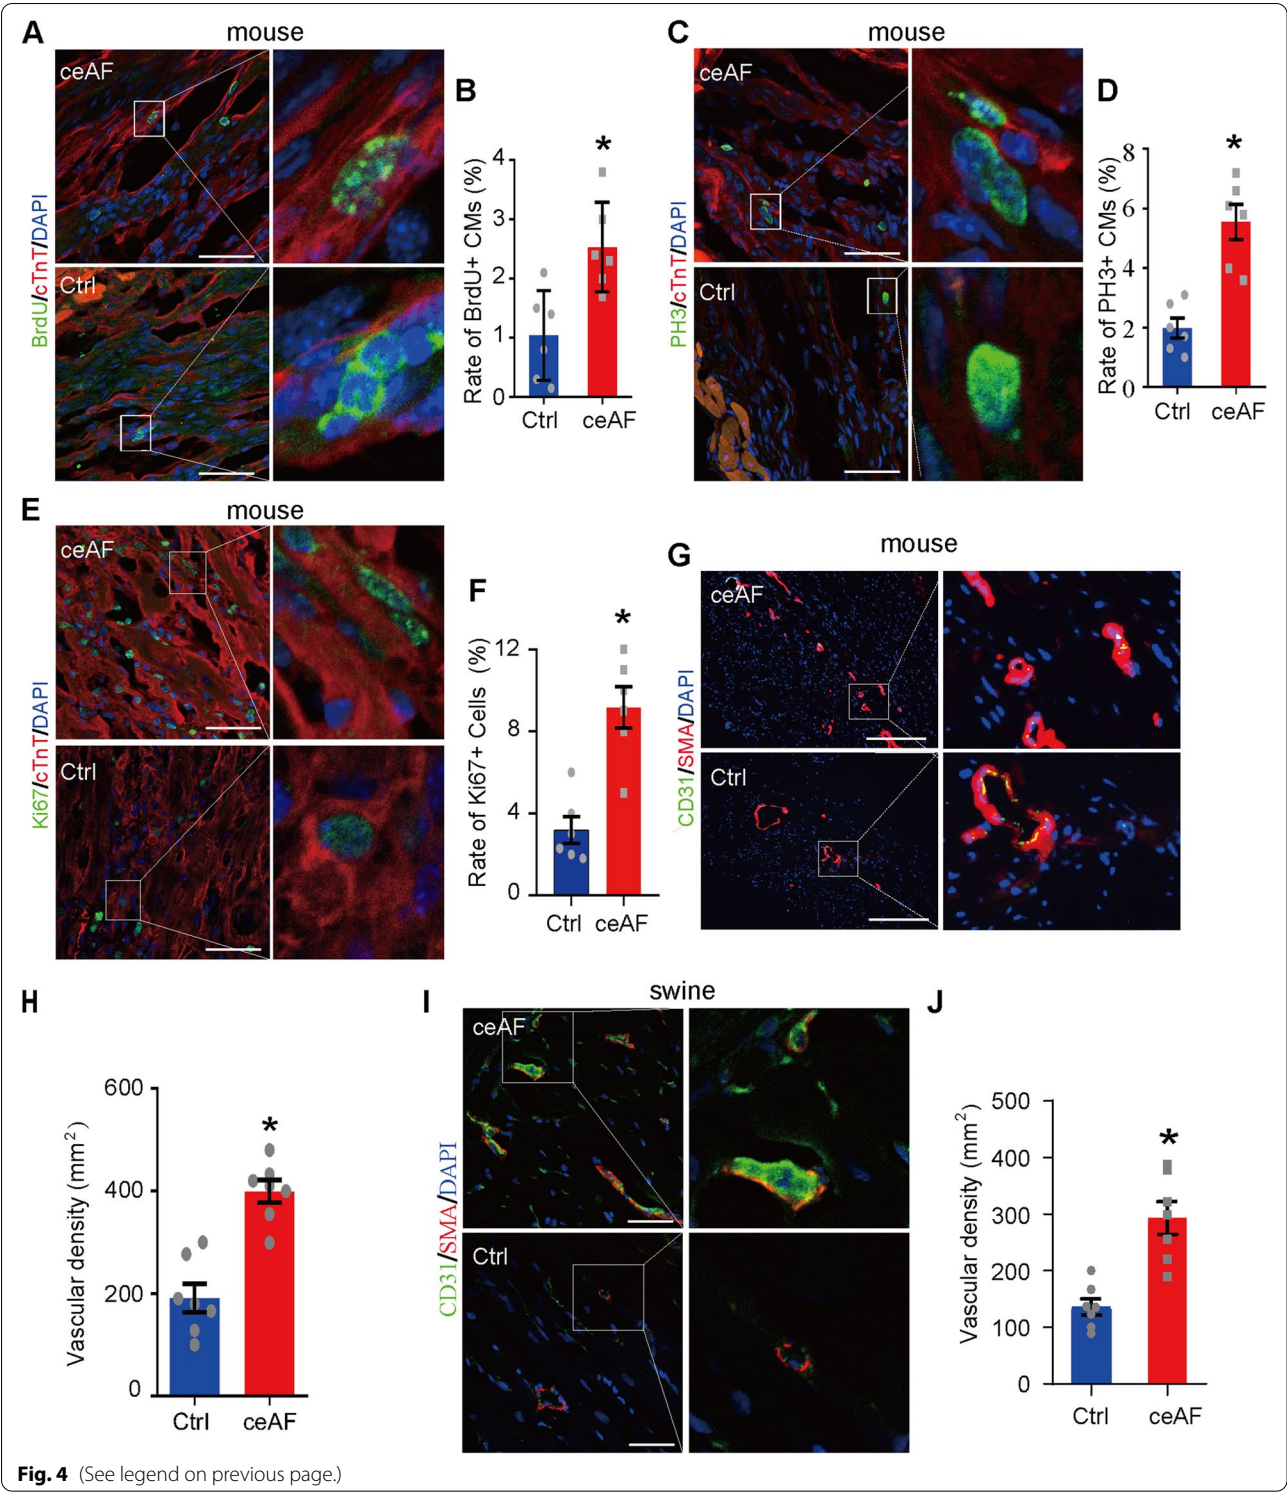 A
mouse
ceAF
Ctrl
BrdU/cTnT/DAPI
B
*
Rate of BrdU+ CMs (%)
4
3
2
1
0
Ctrl ceAF
C
mouse
ceAF
Ctrl
PH3/cTnT/DAPI
D
*
Rate of PH3+ CMs (%)
8
6
4
2
0
Ctrl ceAF
E
mouse
ceAF
Ctrl
Ki67/cTnT/DAPI
F
*
Rate of Ki67+ Cells (%)
12
8
4
0
Ctrl ceAF
G
mouse
ceAF
Ctrl
CD31/SMA/DAPI
H
*
Vascular density (mm²)
600
400
200
0
Ctrl ceAF
I
swine
ceAF
Ctrl
CD31/SMA/DAPI
J
*
Vascular density (mm²)
500
400
300
200
100
0
Ctrl ceAF
Fig. 4 (See legend on previous page.)